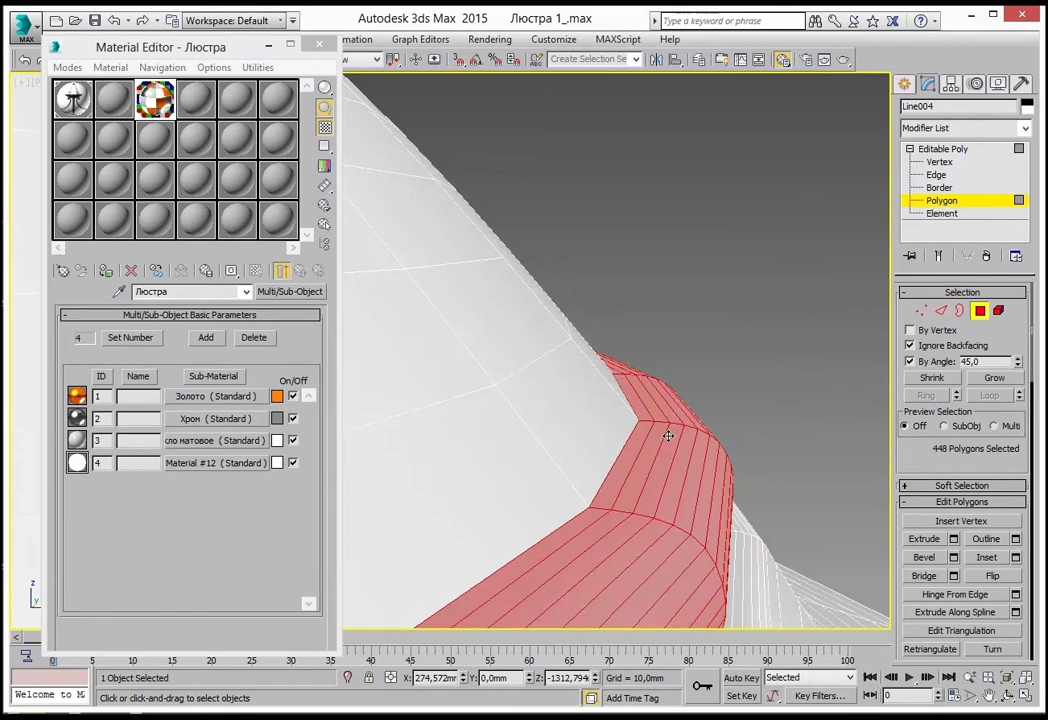 Workspace: Default
Autodesk 3ds Max 2015 Люстра 1_.max
Type a keyword or phrase
MAX
Material Editor - Люстра
mation Graph Editors Rendering Customize MAXScript Help
Modes Material Navigation Options Utilities
Create Selection Se
Line004
Modifier List
Editable Poly
Vertex
Edge
Border
Polygon
Element
Люстра Multi/Sub-Object
Multi/Sub-Object Basic Parameters
4 Set Number Add Delete
ID Name Sub-Material On/Off
1 Золото (Standard)
2 Хром (Standard)
3 кло матовое (Standard)
4 Material #12 (Standard)
Selection
By Vertex
Ignore Backfacing
By Angle: 45,0
Shrink Grow
Ring Loop
Preview Selection
Off SubObj Multi
448 Polygons Selected
Soft Selection
Edit Polygons
Insert Vertex
Extrude Outline
Bevel Inset
Bridge Flip
Hinge From Edge
Extrude Along Spline
Edit Triangulation
Retriangulate Turn
z
y
0 5 10 15 20 25 30 35 40 45 50 55 60 65 70 75 80 85 90 95 100
1 Object Selected X: 274,572mm Y: 0,0mm Z: -1312,794 Grid = 10,0mm Auto Key Selected
Welcome to MA Click or click-and-drag to select objects Add Time Tag Set Key Key Filters... 0